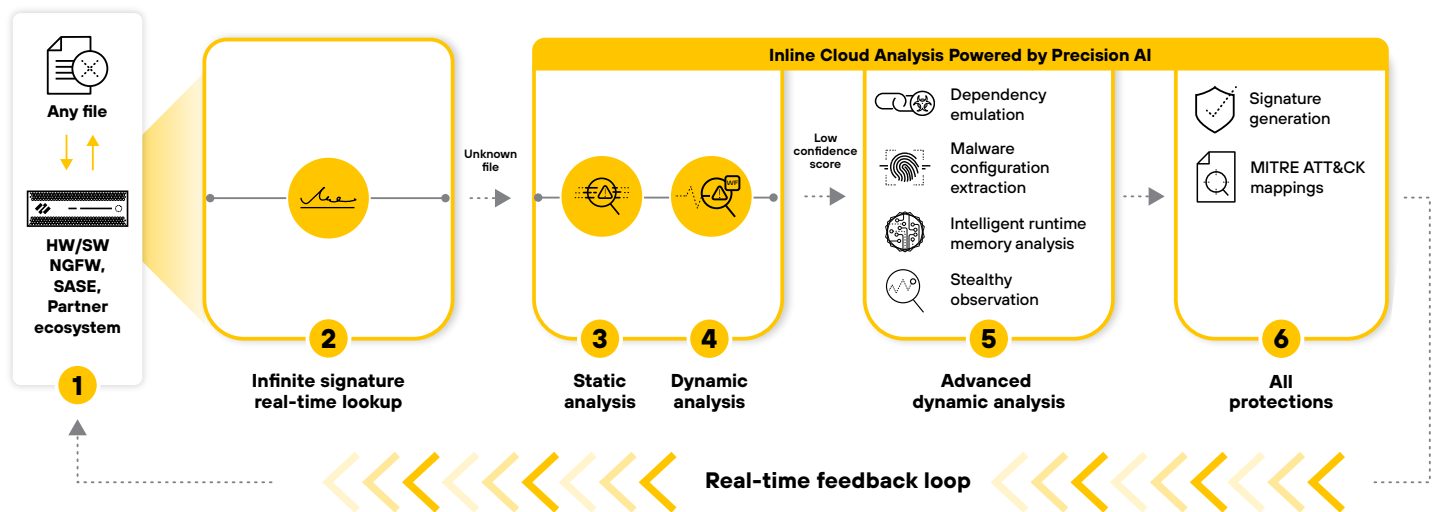 Any file
HW/SW
NGFW,
SASE,
Partner
ecosystem
1
2
Infinite signature
real-time lookup
Unknown
file
Inline Cloud Analysis Powered by Precision AI
WF
3
Static
analysis
4
Dynamic
analysis
Low
confidence
score
Dependency
emulation
Malware
configuration
extraction
Intelligent runtime
memory analysis
Stealthy
observation
5
Advanced
dynamic analysis
Signature
generation
MITRE ATT&CK
mappings
6
All
protections
Real-time feedback loop